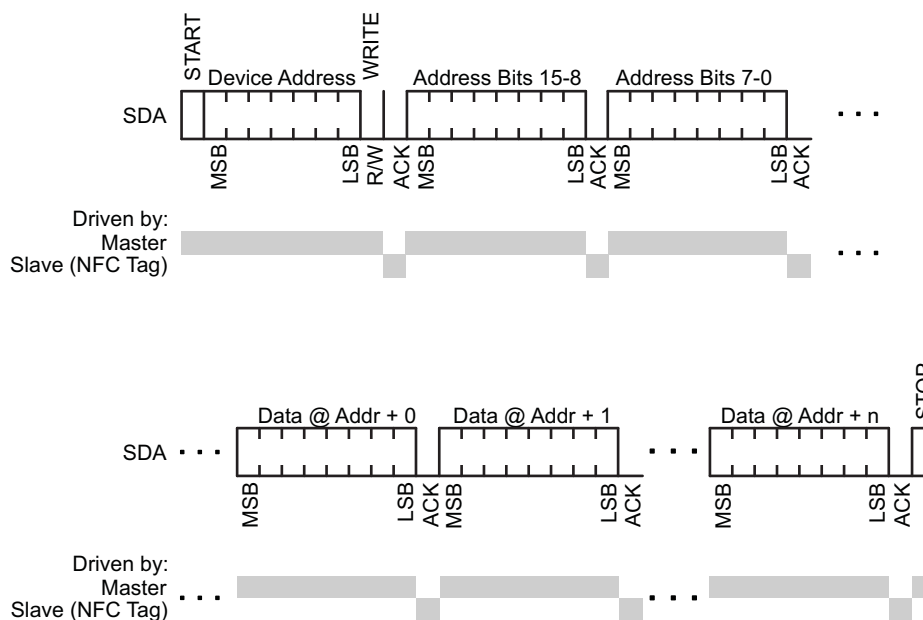 START
WRITE
Device Address
Address Bits 15-8
Address Bits 7-0
SDA
. . .
MSB
LSB
R/W
ACK
MSB
LSB
ACK
MSB
LSB
ACK
Driven by:
Master
Slave (NFC Tag)
. . .
STOP
Data @ Addr + 0
Data @ Addr + 1
Data @ Addr + n
SDA
. . .
. . .
MSB
LSB
ACK
MSB
LSB
ACK
MSB
LSB
ACK
Driven by:
Master
Slave (NFC Tag)
. . .
. . .